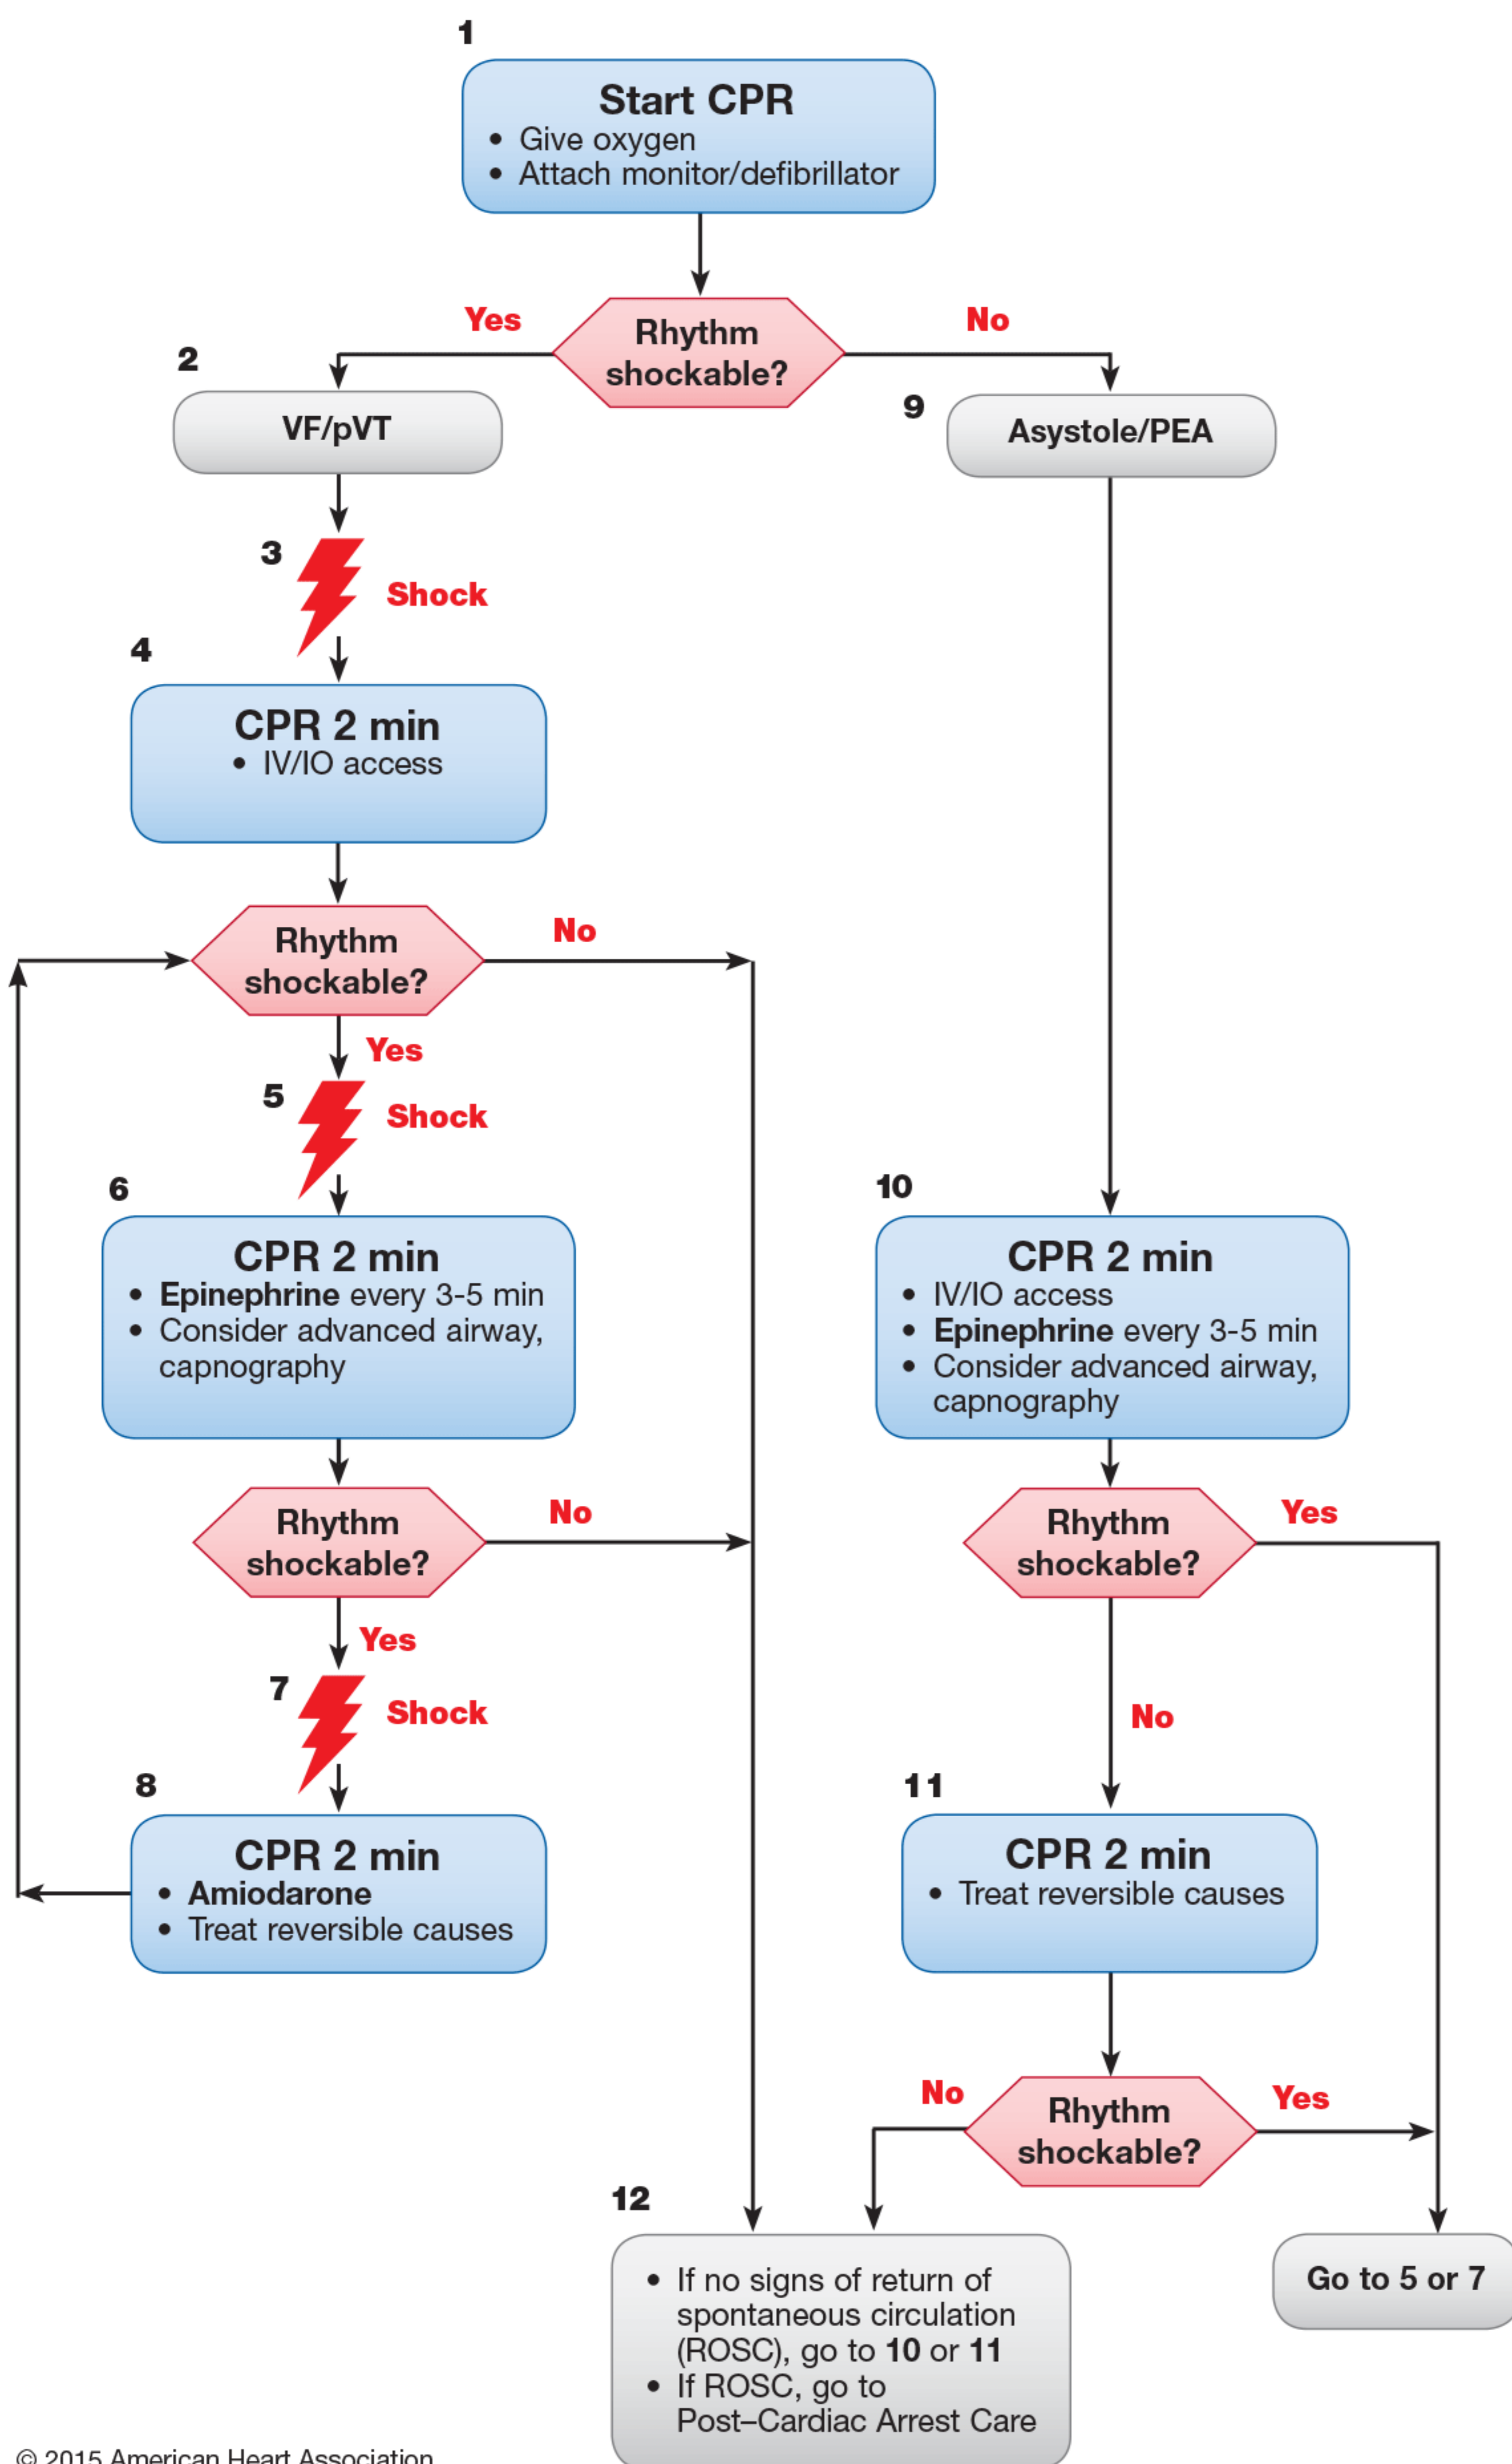 1
Start CPR
• Give oxygen
• Attach monitor/defibrillator
Rhythm
shockable?
Yes
No
2
VF/pVT
9
Asystole/PEA
3
Shock
4
CPR 2 min
• IV/IO access
Rhythm
shockable?
No
Yes
5
Shock
6
CPR 2 min
• Epinephrine every 3-5 min
• Consider advanced airway,
capnography
Rhythm
shockable?
No
Yes
7
Shock
8
CPR 2 min
• Amiodarone
• Treat reversible causes
10
CPR 2 min
• IV/IO access
• Epinephrine every 3-5 min
• Consider advanced airway,
capnography
Rhythm
shockable?
Yes
No
11
CPR 2 min
• Treat reversible causes
Rhythm
shockable?
No
Yes
12
• If no signs of return of
spontaneous circulation
(ROSC), go to 10 or 11
• If ROSC, go to
Post–Cardiac Arrest Care
Go to 5 or 7
© 2015 American Heart Association